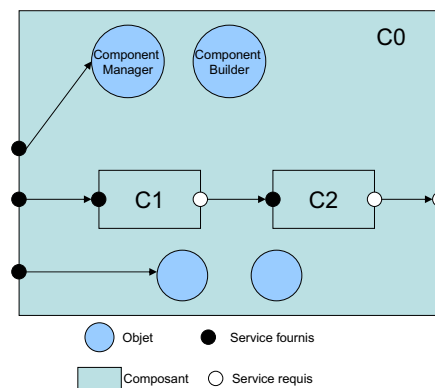 C0
Component
Manager
Component
Builder
C1
C2
Objet
Service fournis
Composant
Service requis